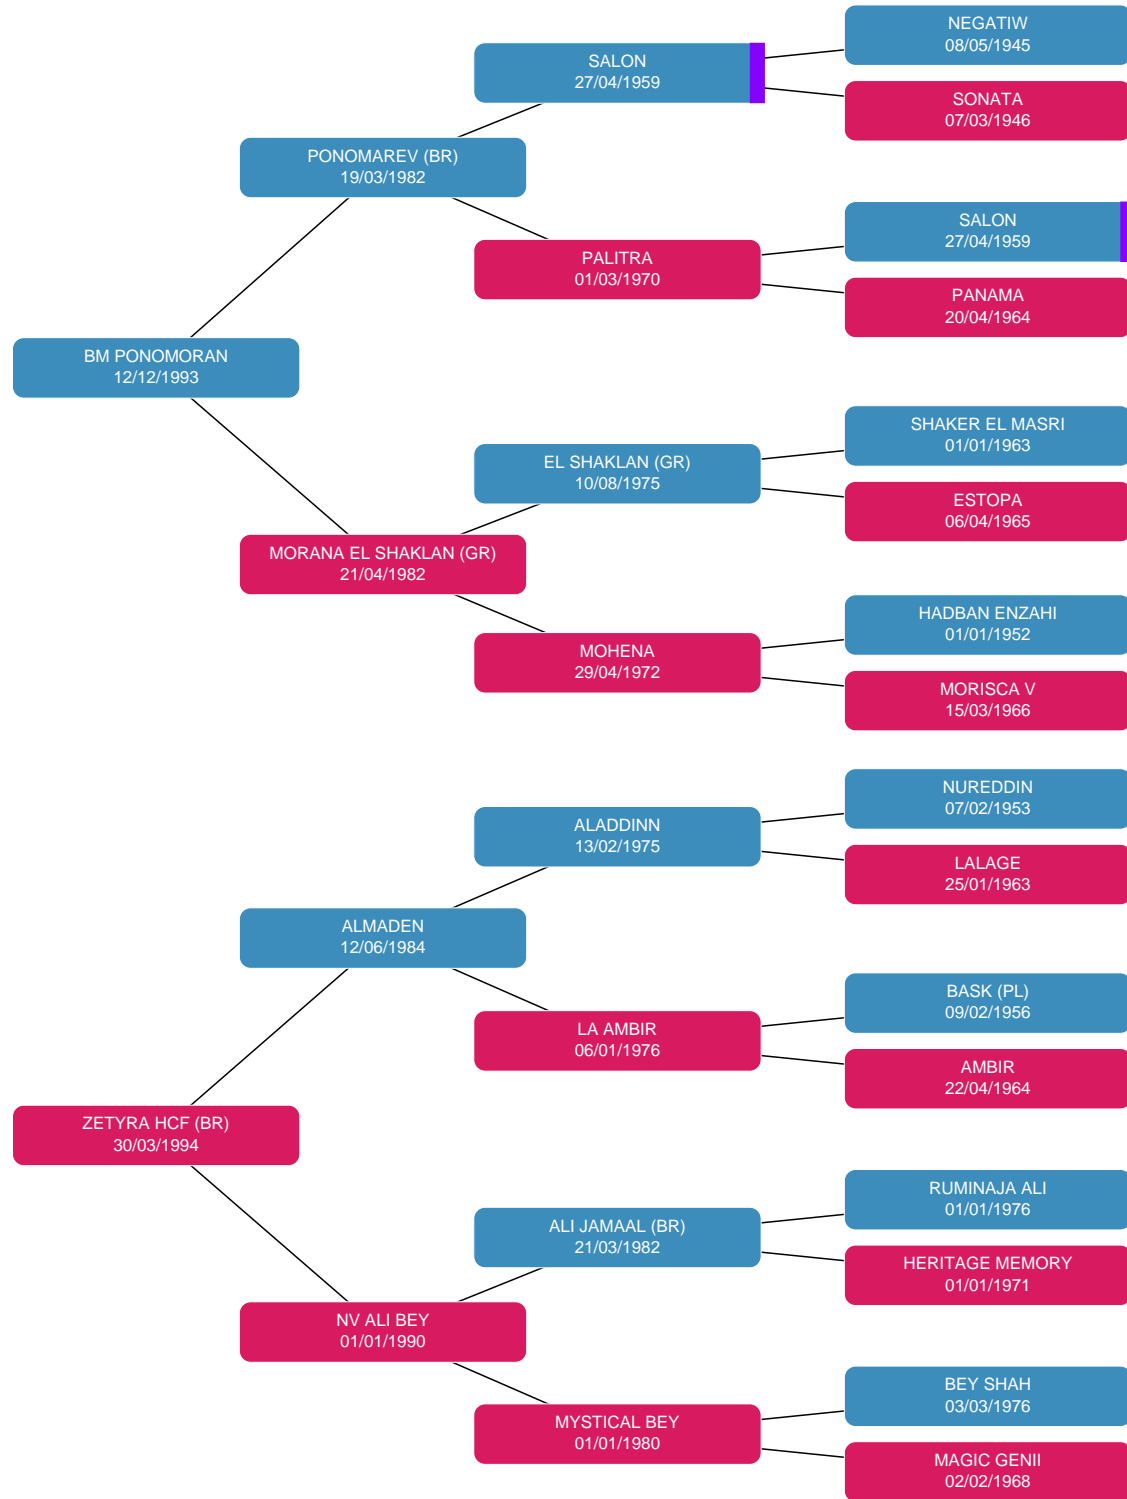 NEGATIW
08/05/1945
SALON
27/04/1959
SONATA
07/03/1946
PONOMAREV (BR)
19/03/1982
SALON
27/04/1959
PALITRA
01/03/1970
PANAMA
20/04/1964
BM PONOMORAN
12/12/1993
SHAKER EL MASRI
01/01/1963
EL SHAKLAN (GR)
10/08/1975
ESTOPA
06/04/1965
MORANA EL SHAKLAN (GR)
21/04/1982
HADBAN ENZAHI
01/01/1952
MOHENA
29/04/1972
MORISCA V
15/03/1966
NUREDDIN
07/02/1953
ALADDINN
13/02/1975
LALAGE
25/01/1963
ALMADEN
12/06/1984
BASK (PL)
09/02/1956
LA AMBIR
06/01/1976
AMBIR
22/04/1964
ZETYRA HCF (BR)
30/03/1994
RUMINAJA ALI
01/01/1976
ALI JAMAAL (BR)
21/03/1982
HERITAGE MEMORY
01/01/1971
NV ALI BEY
01/01/1990
BEY SHAH
03/03/1976
MYSTICAL BEY
01/01/1980
MAGIC GENII
02/02/1968